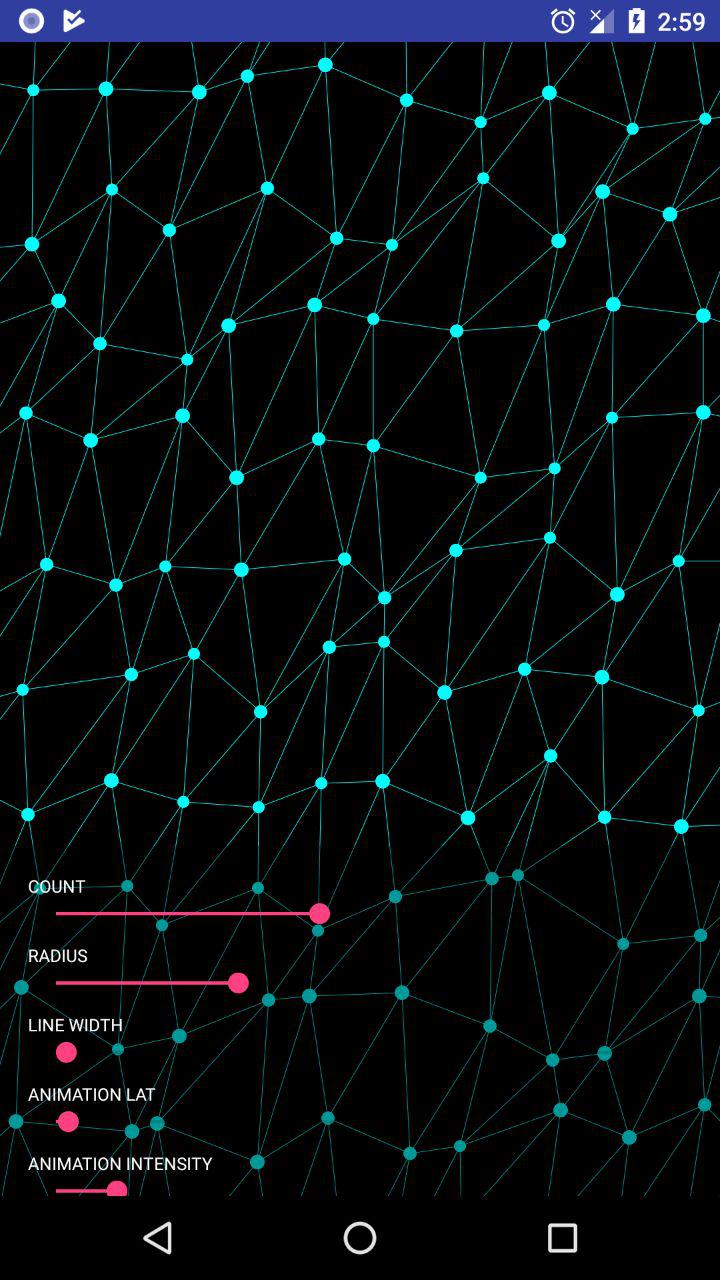 2:59
COUNT
RADIUS
LINE WIDTH
ANIMATION LAT
ANIMATION INTENSITY